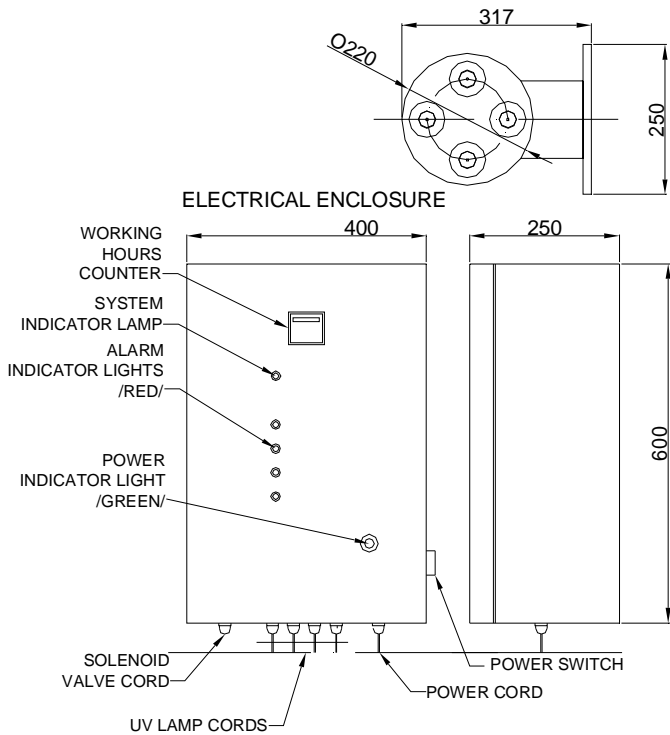 317
O220
250
ELECTRICAL ENCLOSURE
400
250
WORKING
HOURS
COUNTER
SYSTEM
INDICATOR LAMP
ALARM
INDICATOR LIGHTS
/RED/
600
POWER
INDICATOR LIGHT
/GREEN/
SOLENOID
VALVE CORD
POWER SWITCH
POWER CORD
UV LAMP CORDS